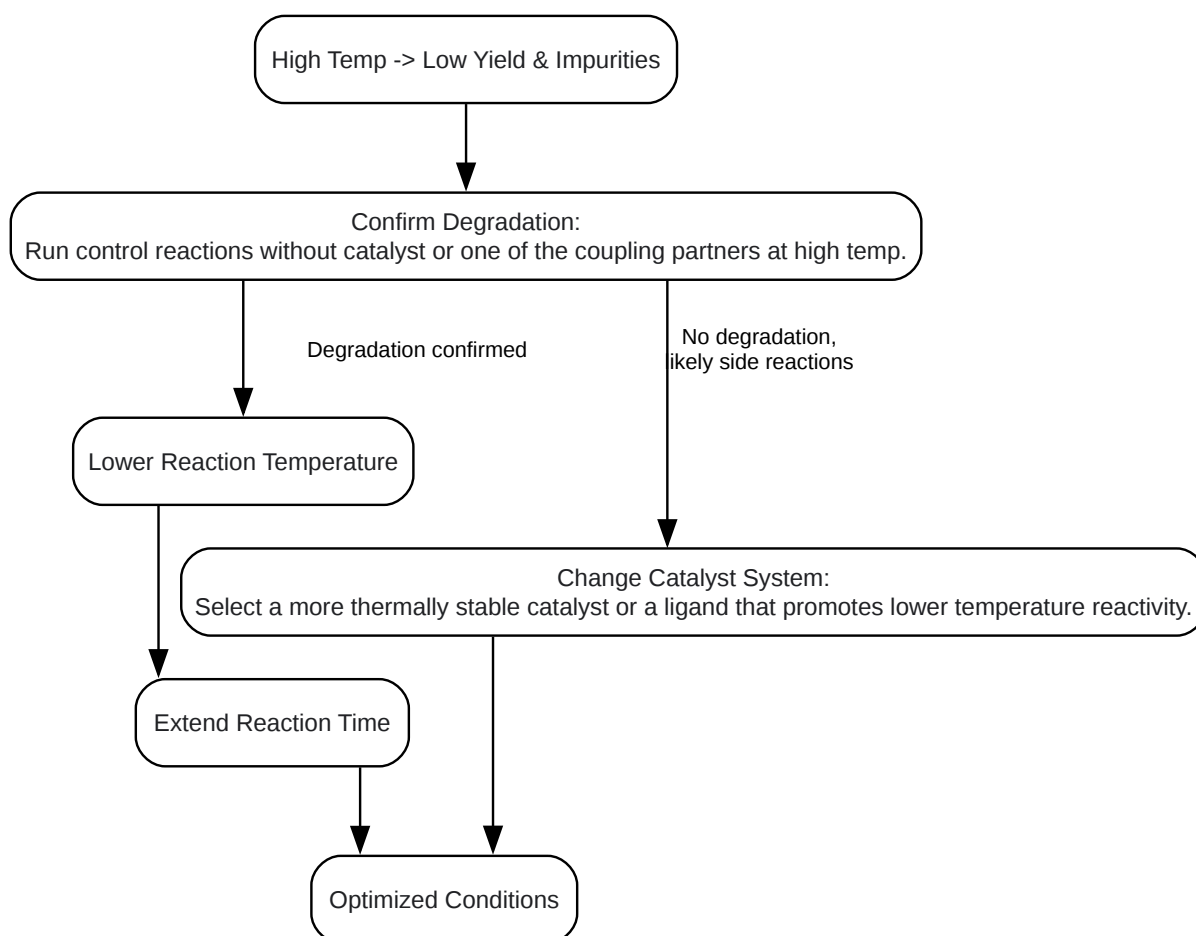 High Temp -> Low Yield & Impurities
Confirm Degradation:
Run control reactions without catalyst or one of the coupling partners at high temp.
Degradation confirmed
No degradation,
likely side reactions
Lower Reaction Temperature
Change Catalyst System:
Select a more thermally stable catalyst or a ligand that promotes lower temperature reactivity.
Extend Reaction Time
Optimized Conditions